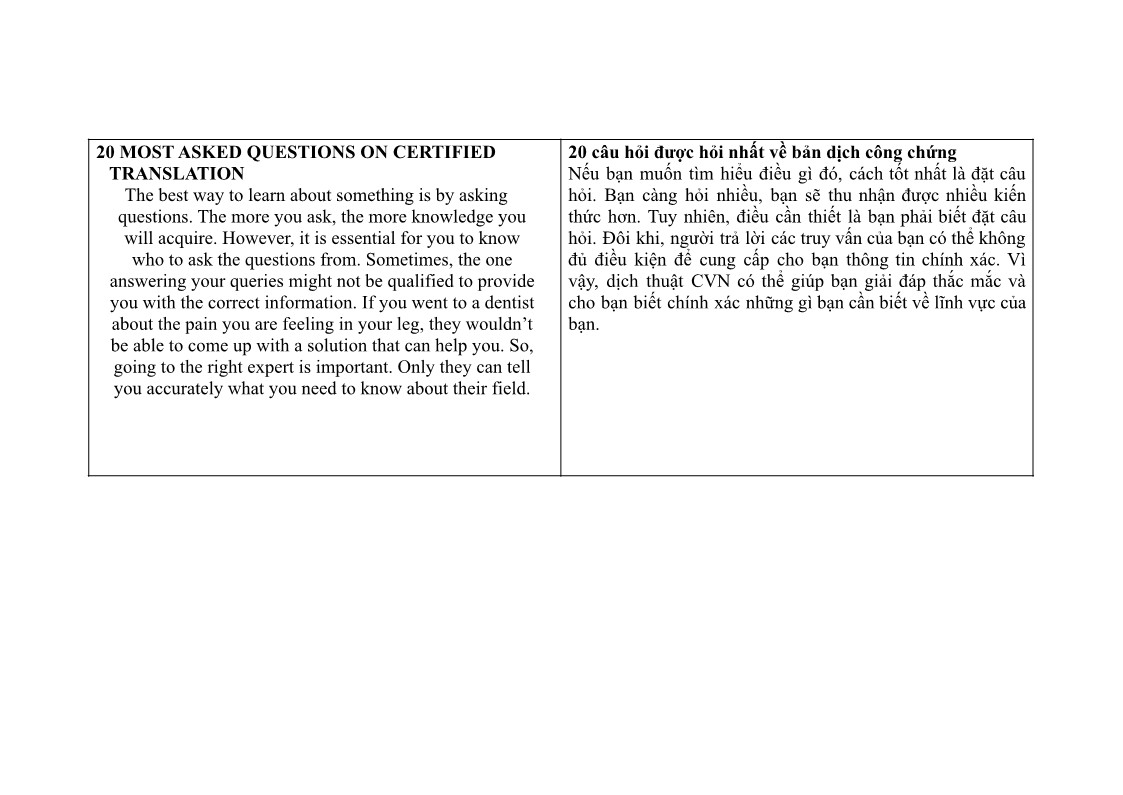 20 MOST ASKED QUESTIONS ON CERTIFIED
TRANSLATION
The best way to learn about something is by asking
questions. The more you ask, the more knowledge you
will acquire. However, it is essential for you to know
who to ask the questions from. Sometimes, the one
answering your queries might not be qualified to provide
you with the correct information. If you went to a dentist
about the pain you are feeling in your leg, they wouldn’t
be able to come up with a solution that can help you. So,
going to the right expert is important. Only they can tell
you accurately what you need to know about their field.
20 câu hỏi được hỏi nhất về bản dịch công chứng
Nếu bạn muốn tìm hiểu điều gì đó, cách tốt nhất là đặt câu
hỏi. Bạn càng hỏi nhiều, bạn sẽ thu nhận được nhiều kiến
thức hơn. Tuy nhiên, điều cần thiết là bạn phải biết đặt câu
hỏi. Đôi khi, người trả lời các truy vấn của bạn có thể không
đủ điều kiện để cung cấp cho bạn thông tin chính xác. Vì
vậy, dịch thuật CVN có thể giúp bạn giải đáp thắc mắc và
cho bạn biết chính xác những gì bạn cần biết về lĩnh vực của
bạn.